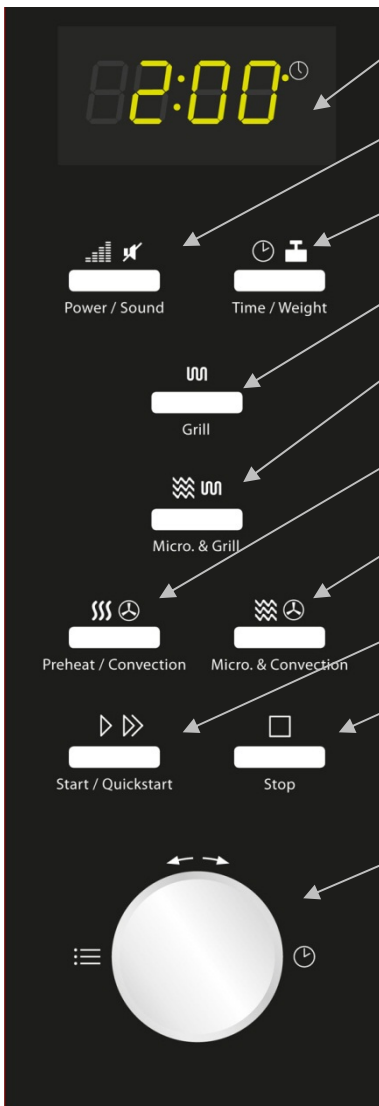 2:00
Power / Sound
Time / Weight
Grill
Micro. & Grill
Preheat / Convection
Micro. & Convection
Start / Quickstart
Stop